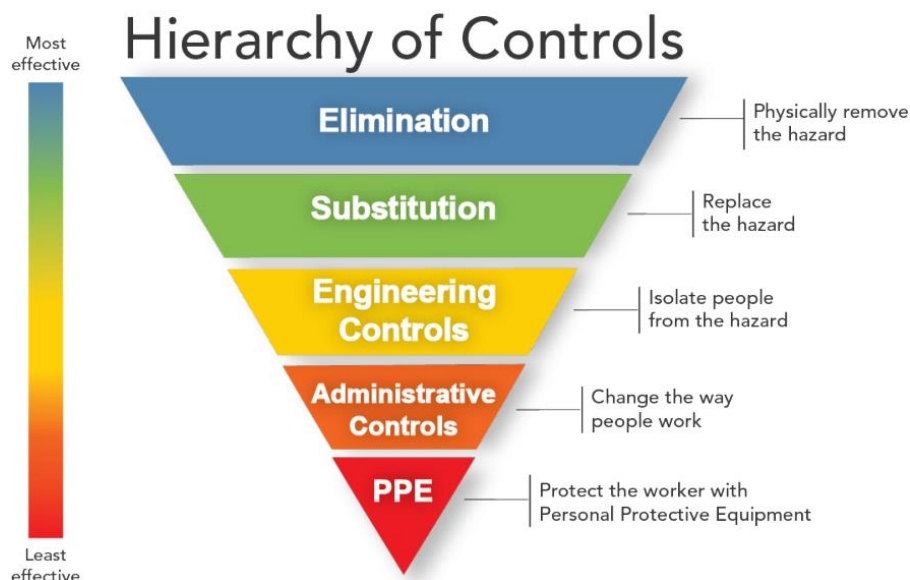 Hierarchy of Controls
Most
effective
Elimination
Physically remove
the hazard
Substitution
Replace
the hazard
Engineering
Controls
Isolate people
from the hazard
Administrative
Controls
Change the way
people work
PPE
Protect the worker with
Personal Protective Equipment
Least
effective